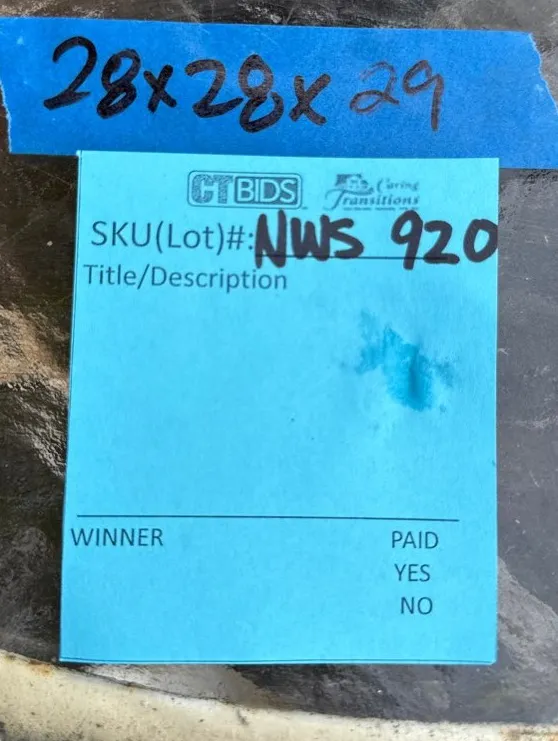 28x28x29
CTBIDS
Caring
Transitions
SKU(Lot)#: NWS 920
Title/Description
WINNER PAID
YES
NO